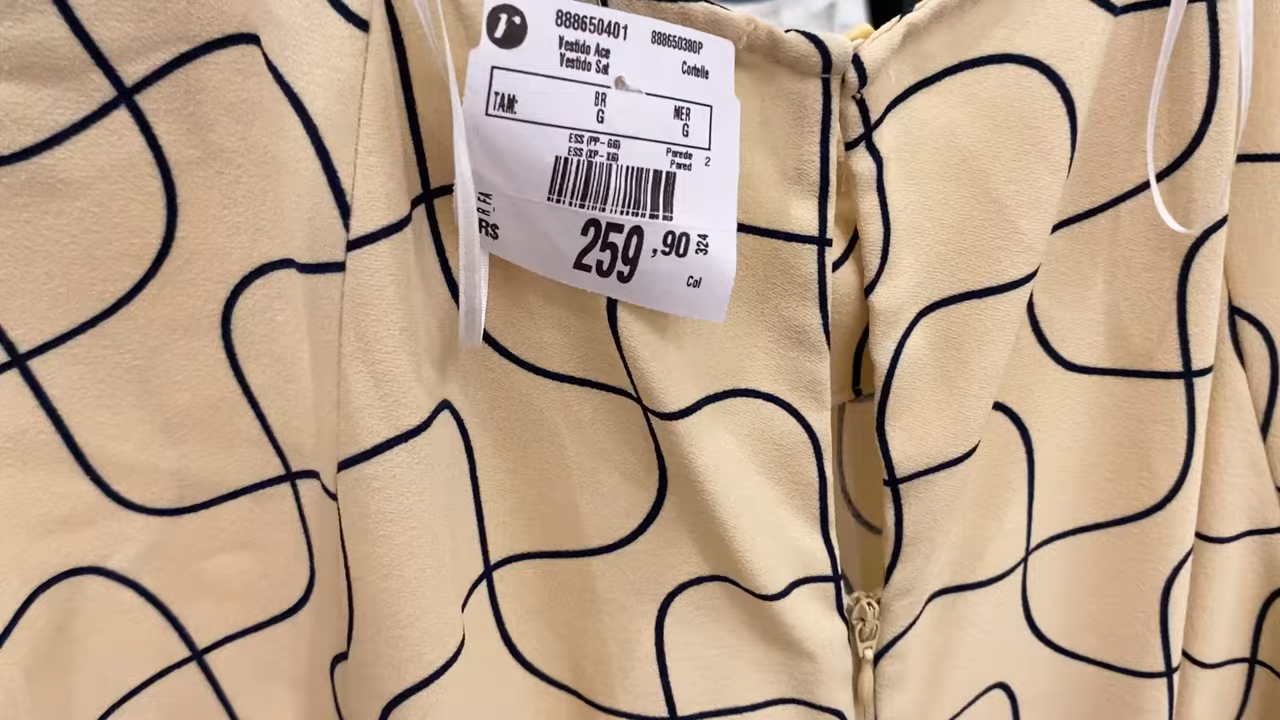 r 888650401 888650380P
Vestido Ace
Vestido Sat Cortelle
TAM: BR MER
G G
ESS (PP - GG)
ESS (XP - XG)
Parede 2
Pared
R_FA
R$ 259,90 324
Col